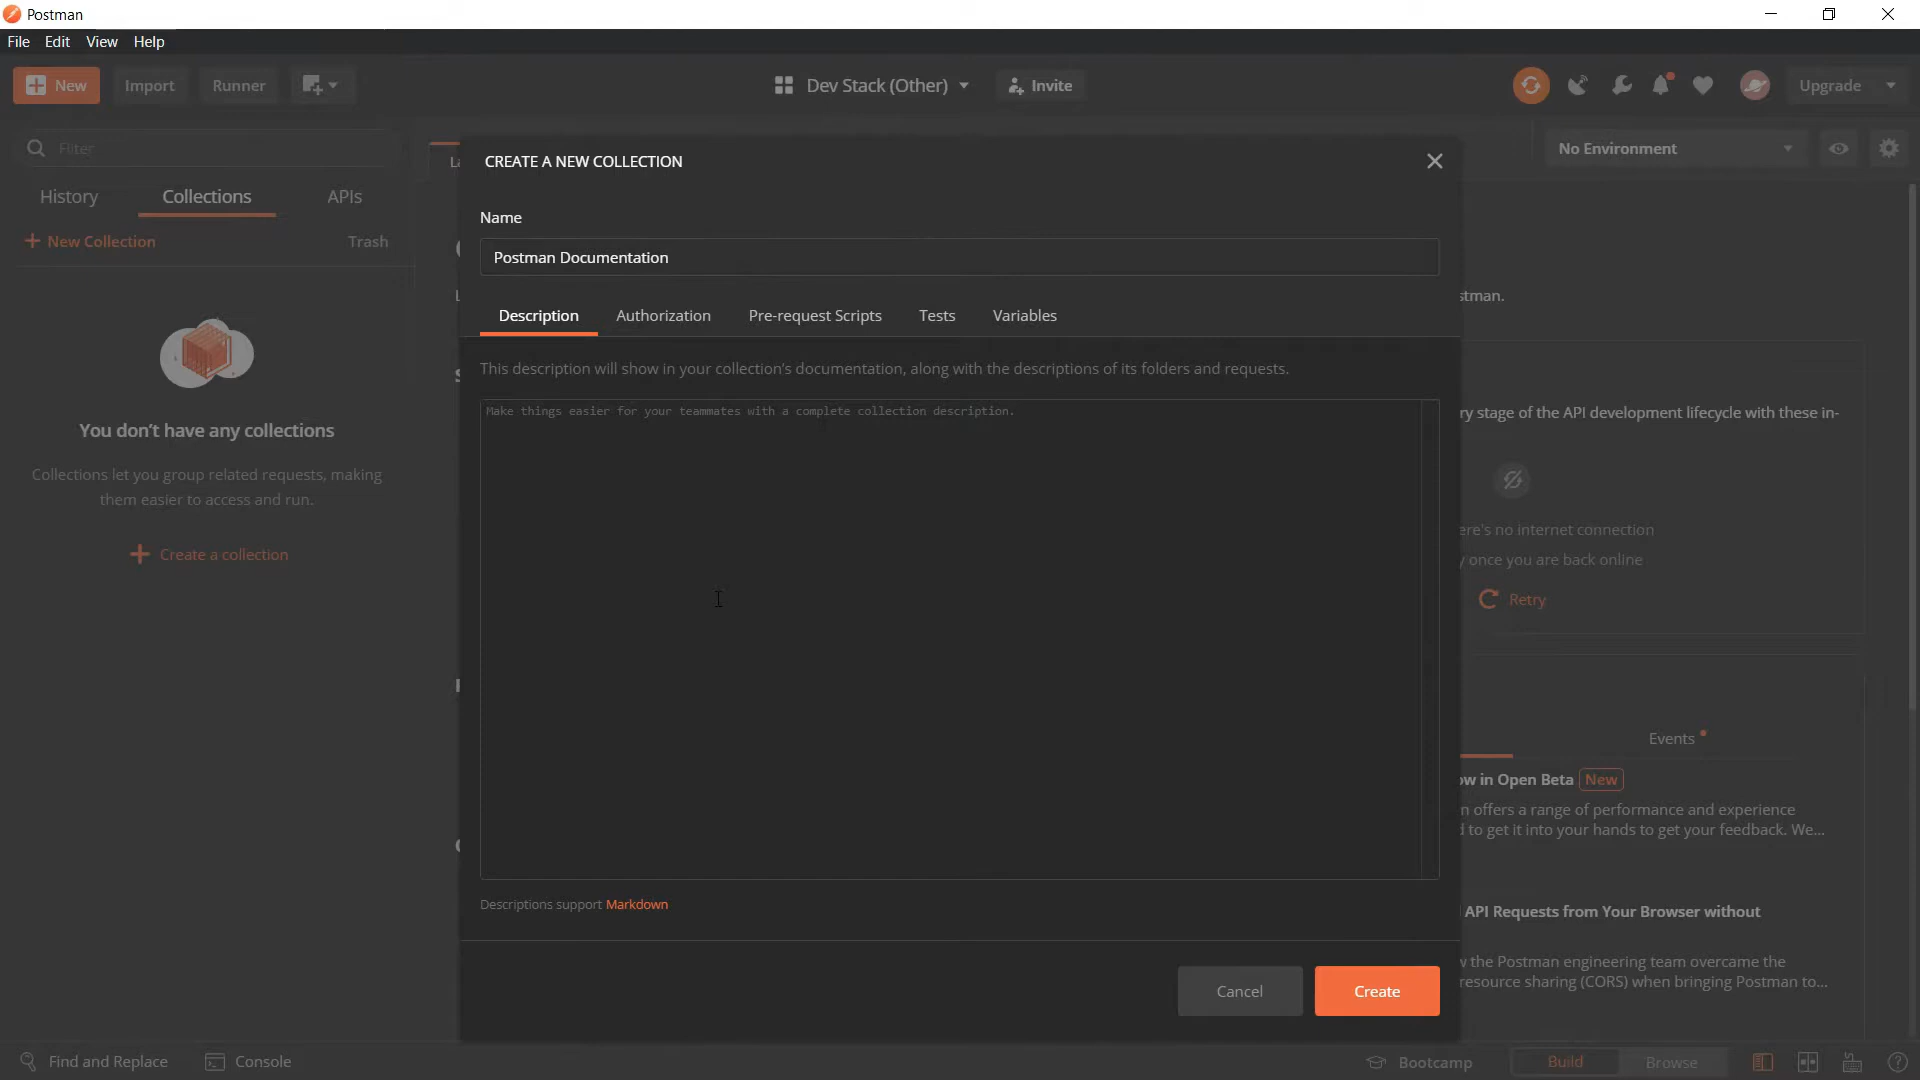 Postman
File Edit View Help
New Import Runner Dev Stack (Other) Invite Upgrade
Filter
No Environment
History Collections APIs
New Collection Trash
You don't have any collections
Collections let you group related requests, making
them easier to access and run.
Create a collection
CREATE A NEW COLLECTION
Name
Postman Documentation
Description Authorization Pre-request Scripts Tests Variables
This description will show in your collection's documentation, along with the descriptions of its folders and requests.
Make things easier for your teammates with a complete collection description.
Descriptions support Markdown
Cancel Create
stman.
ry stage of the API development lifecycle with these in-
ere's no internet connection
y once you are back online
Retry
Events
ow in Open Beta New
n offers a range of performance and experience
d to get it into your hands to get your feedback. We...
API Requests from Your Browser without
w the Postman engineering team overcame the
resource sharing (CORS) when bringing Postman to...
Find and Replace Console Bootcamp Build Browse